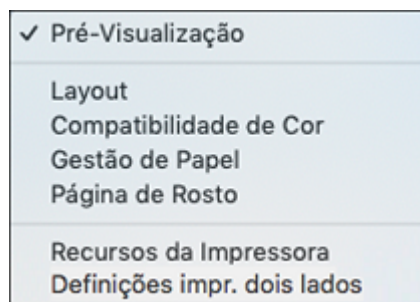 ✓ Pré-Visualização
Layout
Compatibilidade de Cor
Gestão de Papel
Página de Rosto
Recursos da Impressora
Definições impr. dois lados